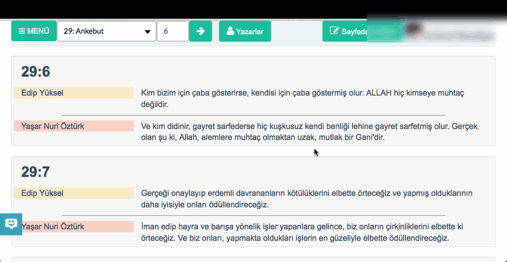 MENÜ
29: Ankebut
6
Yazarlar
29:6
Edip Yüksel
Kim bizim için çaba gösterirse, kendisi için çaba göstermiş olur. ALLAH hiç kimseye muhtaç
değildir.
Yaşar Nuri Öztürk
Ve kim didinir, gayret sarfederse hiç kuşkusuz kendi benliği lehine gayret sarfetmiş olur. Gerçek
olan şu ki, Allah, alemlere muhtaç olmaktan uzak, mutlak bir Gani'dir.
29:7
Edip Yüksel
Gerçeği onaylayıp erdemli davrananların kötülüklerini elbette örteceğiz ve yapmış olduklarının
daha iyisiyle onları ödüllendireceğiz.
Yaşar Nuri Öztürk
İman edip hayra ve barışa yönelik işler yapanlara gelince, biz onların çirkinliklerini elbette ki
örteceğiz. Ve biz onları, yapmakta oldukları işlerin en güzeliyle elbette ödüllendireceğiz.